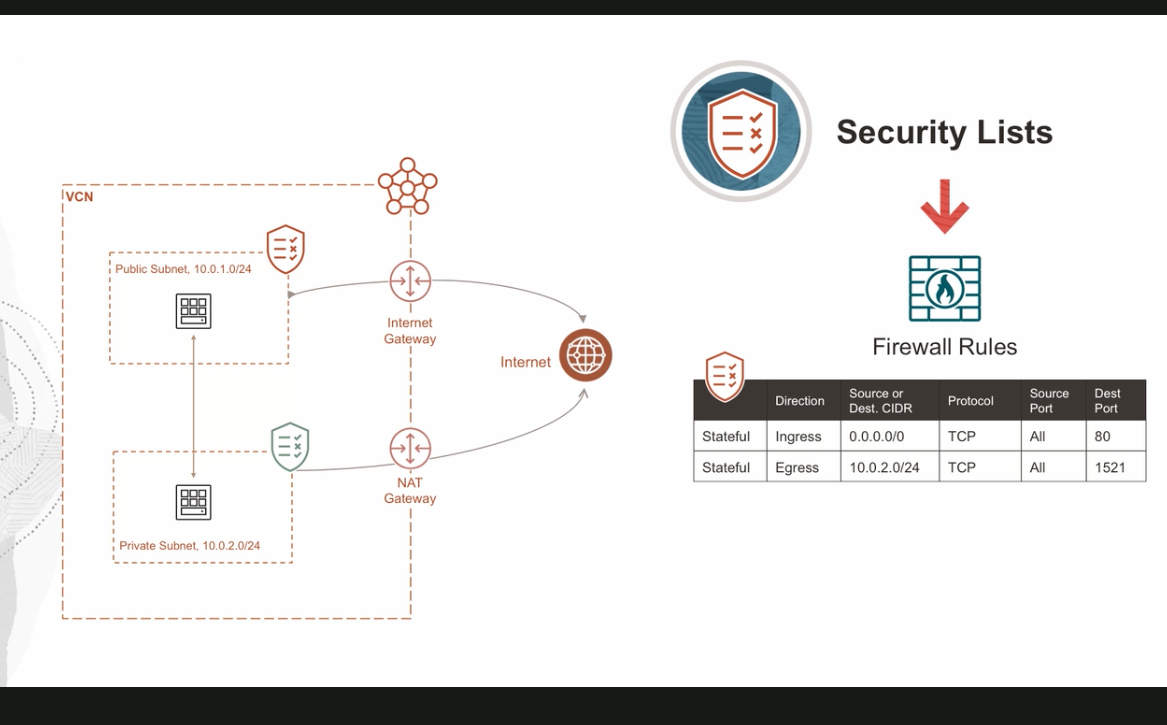 Security Lists
VCN
Public Subnet, 10.0.1.0/24
Internet
Gateway
Internet
NAT
Gateway
Private Subnet, 10.0.2.0/24
Firewall Rules
Direction
Source or
Dest. CIDR
Protocol
Source
Port
Dest
Port
Stateful Ingress 0.0.0.0/0 TCP All 80
Stateful Egress 10.0.2.0/24 TCP All 1521